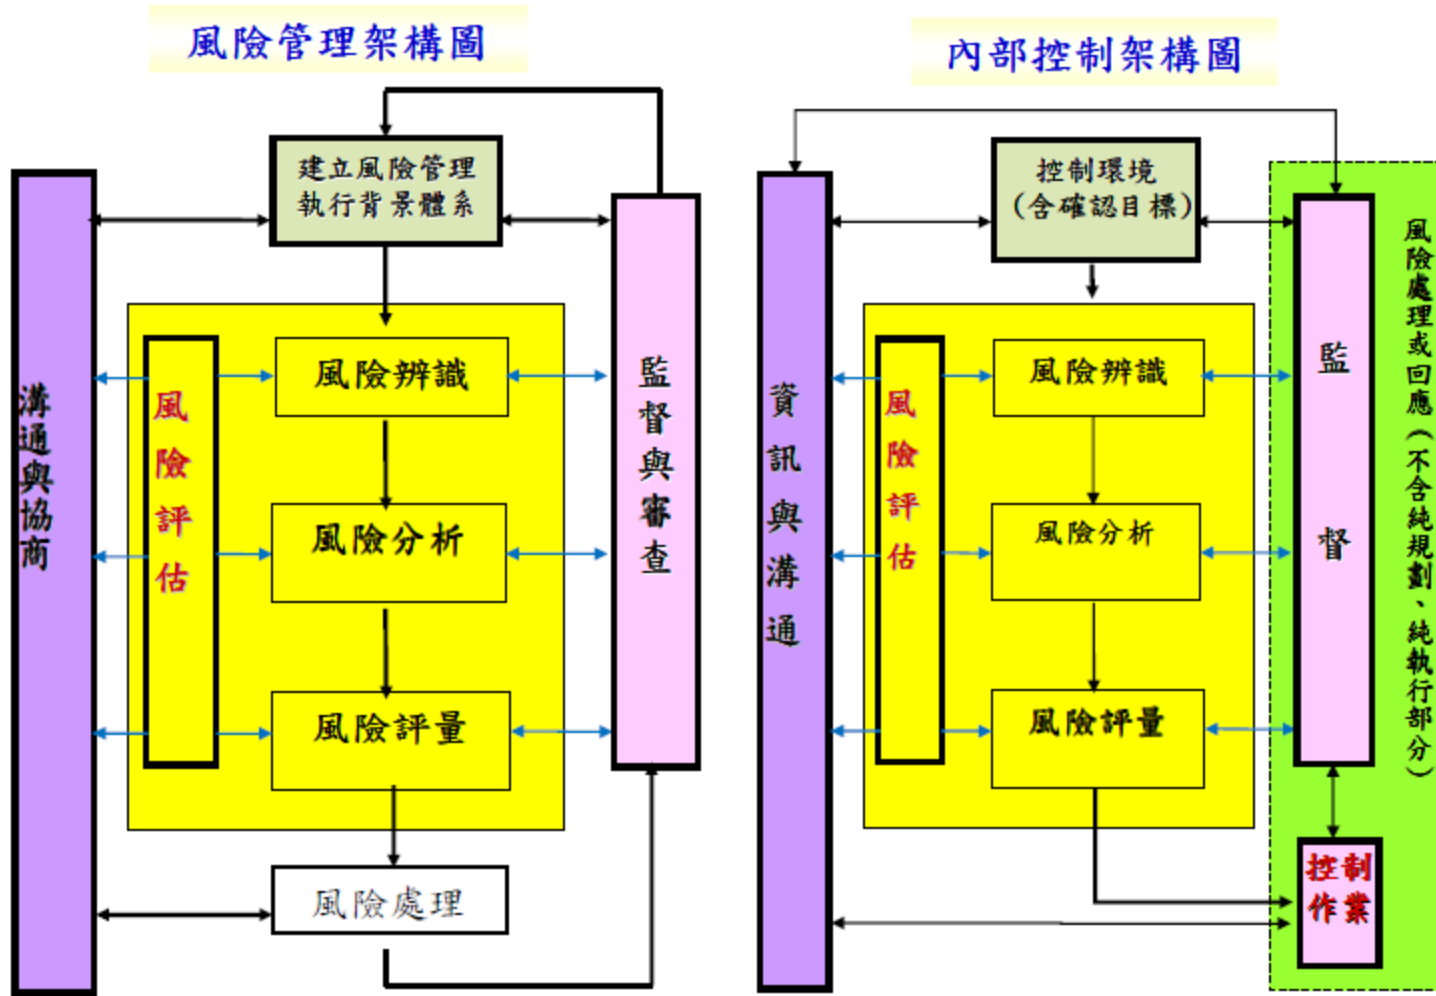 風險管理架構圖
建立風險管理
執行背景體系
溝通與協商
風險評估
風險辨識
風險分析
風險評量
風險處理
監督與審查
內部控制架構圖
控制環境
(含確認目標)
資訊與溝通
風險評估
風險辨識
風險分析
風險評量
監督
控制
作業
風險處理或回應（不含純規劃、純執行部分）